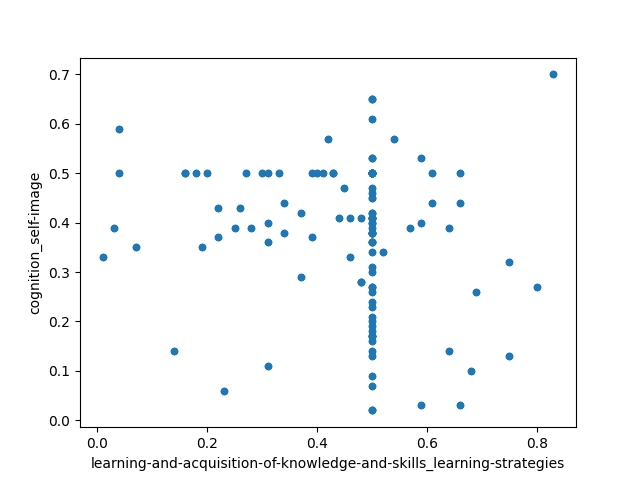 0.7
0.6
0.5
0.4
0.3
0.2
0.1
0.0
cognition_self-image
0.0 0.2 0.4 0.6 0.8
learning-and-acquisition-of-knowledge-and-skills_learning-strategies